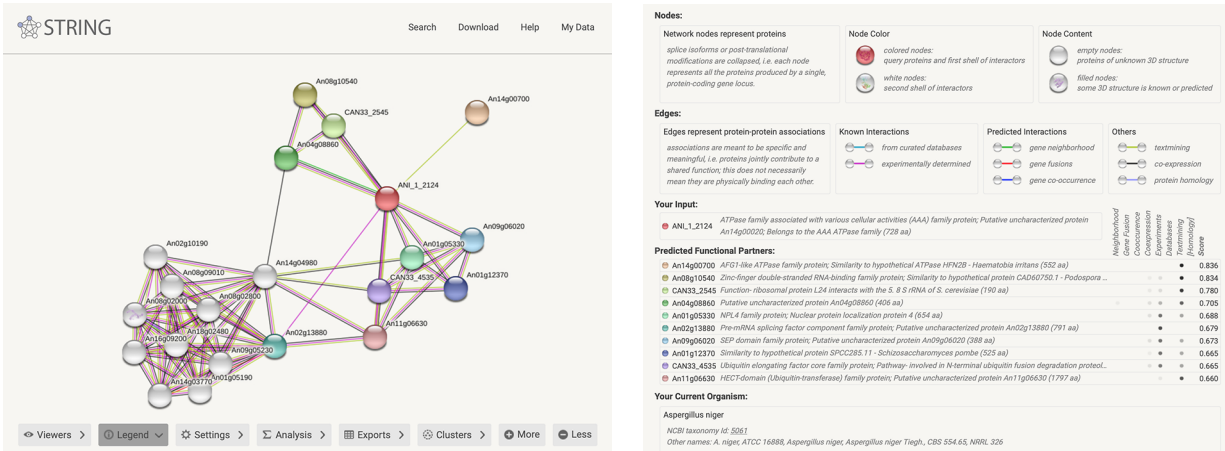 STRING
Search
Download
Help
My Data
An08g10540
CAN33_2545
An14g00700
An04g08860
ANI_1_2124
An09g06020
An02g10190
An01g05330
An14g04980
An08g09010
CAN33_4535
An01g12370
An08g02000
An08g02800
An18g02480
An02g13880
An11g06630
An16g09200
An09g05230
An01g05190
An14g03770
Viewers
Legend
Settings
Analysis
Exports
Clusters
More
Less
Nodes:
Network nodes represent proteins
splice isoforms or post-translational
modifications are collapsed, i.e. each node
represents all the proteins produced by a single,
protein-coding gene locus.
Node Color
colored nodes:
query proteins and first shell of interactors
white nodes:
second shell of interactors
Node Content
empty nodes:
proteins of unknown 3D structure
filled nodes:
some 3D structure is known or predicted
Edges:
Edges represent protein-protein associations
associations are meant to be specific and
meaningful, i.e. proteins jointly contribute to a
shared function; this does not necessarily
mean they are physically binding each other.
Known Interactions
from curated databases
experimentally determined
Predicted Interactions
gene neighborhood
gene fusions
gene co-occurrence
Others
textmining
co-expression
protein homology
Your Input:
ANI_1_2124 ATPase family associated with various cellular activities (AAA) family protein; Putative uncharacterized protein
An14g00020; Belongs to the AAA ATPase family (728 aa)
Neighborhood
Gene Fusion
Cooccurence
Coexpression
Experiments
Databases
Textmining
[Homology]
Score
Predicted Functional Partners:
An14g00700 AFG1-like ATPase family protein; Similarity to hypothetical ATPase HFN2B - Haematobia irritans (552 aa) 0.836
An08g10540 Zinc-finger double-stranded RNA-binding family protein; Similarity to hypothetical protein CAD60750.1 - Podospora ... 0.834
CAN33_2545 Function- ribosomal protein L24 interacts with the 5. 8 S rRNA of S. cerevisiae (190 aa) 0.780
An04g08860 Putative uncharacterized protein An04g08860 (406 aa) 0.705
An01g05330 NPL4 family protein; Nuclear protein localization protein 4 (654 aa) 0.688
An02g13880 Pre-mRNA splicing factor component family protein; Putative uncharacterized protein An02g13880 (791 aa) 0.679
An09g06020 SEP domain family protein; Putative uncharacterized protein An09g06020 (388 aa) 0.673
An01g12370 Similarity to hypothetical protein SPCC285.11 - Schizosaccharomyces pombe (525 aa) 0.665
CAN33_4535 Ubiquitin elongating factor core family protein; Pathway- involved in N-terminal ubiquitin fusion degradation proteol... 0.665
An11g06630 HECT-domain (Ubiquitin-transferase) family protein; Putative uncharacterized protein An11g06630 (1797 aa) 0.660
Your Current Organism:
Aspergillus niger
NCBI taxonomy Id: 5061
Other names: A. niger, ATCC 16888, Aspergillus niger, Aspergillus niger Tiegh., CBS 554.65, NRRL 326